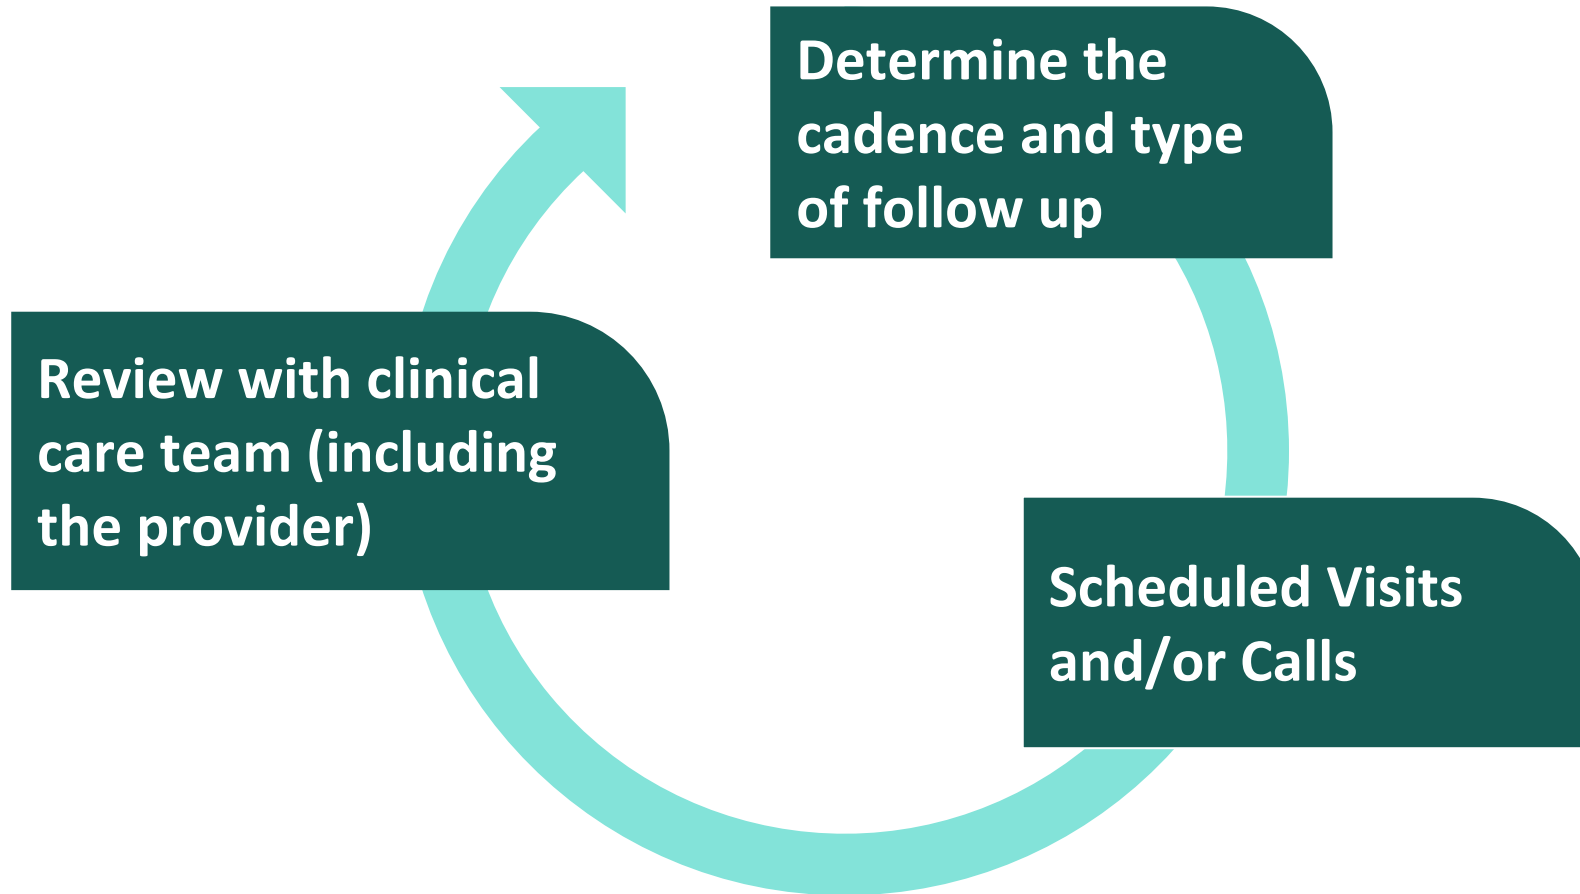 Determine the
cadence and type
of follow up
Scheduled Visits
and/or Calls
Review with clinical
care team (including
the provider)